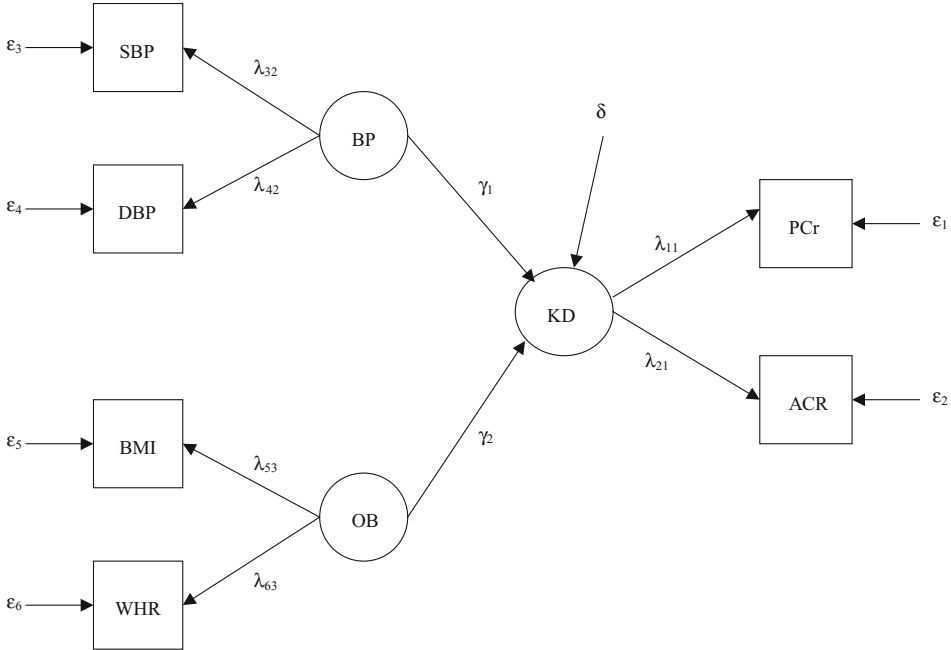 ε₃
SBP
λ₃₂
BP
δ
ε₄
DBP
λ₄₂
γ₁
PCr
ε₁
λ₁₁
KD
λ₂₁
ACR
ε₂
ε₅
BMI
λ₅₃
γ₂
OB
ε₆
WHR
λ₆₃